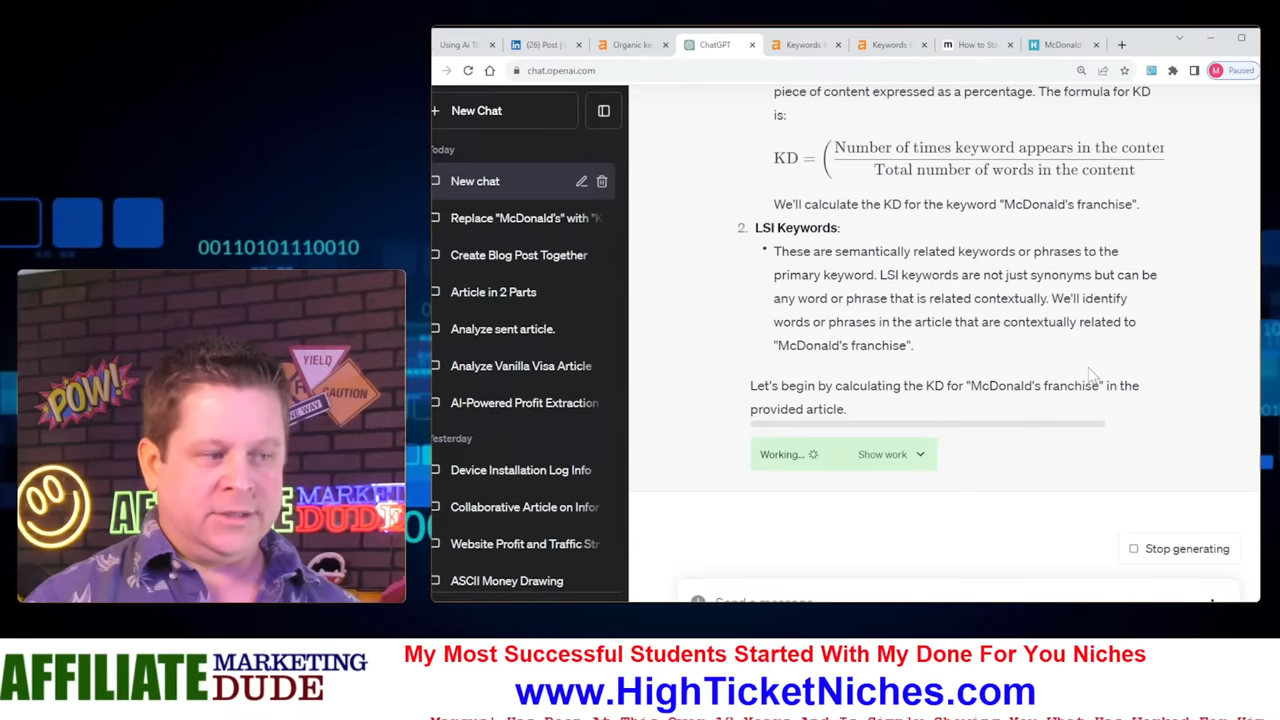 Using Ai To
(26) Post |
Organic ke
ChatGPT
Keywords
Keywords E
How to Sta
McDonald'
chat.openai.com
M Paused
New Chat
Today
New chat
Replace "McDonald's" with "K
Create Blog Post Together
Article in 2 Parts
Analyze sent article.
Analyze Vanilla Visa Article
AI-Powered Profit Extraction
Yesterday
Device Installation Log Info
Collaborative Article on Infor
Website Profit and Traffic Str
ASCII Money Drawing
piece of content expressed as a percentage. The formula for KD
is:
KD = ( Number of times keyword appears in the conten
Total number of words in the content
We'll calculate the KD for the keyword "McDonald's franchise".
2. LSI Keywords:
• These are semantically related keywords or phrases to the
primary keyword. LSI keywords are not just synonyms but can be
any word or phrase that is related contextually. We'll identify
words or phrases in the article that are contextually related to
"McDonald's franchise".
Let's begin by calculating the KD for "McDonald's franchise" in the
provided article.
Working... Show work
Stop generating
Send a message
00110101110010
POW!
YIELD
CAUTION
ONE WAY
MARKET
DUDE
AFFILIATE MARKETING
DUDE
My Most Successful Students Started With My Done For You Niches
www.HighTicketNiches.com